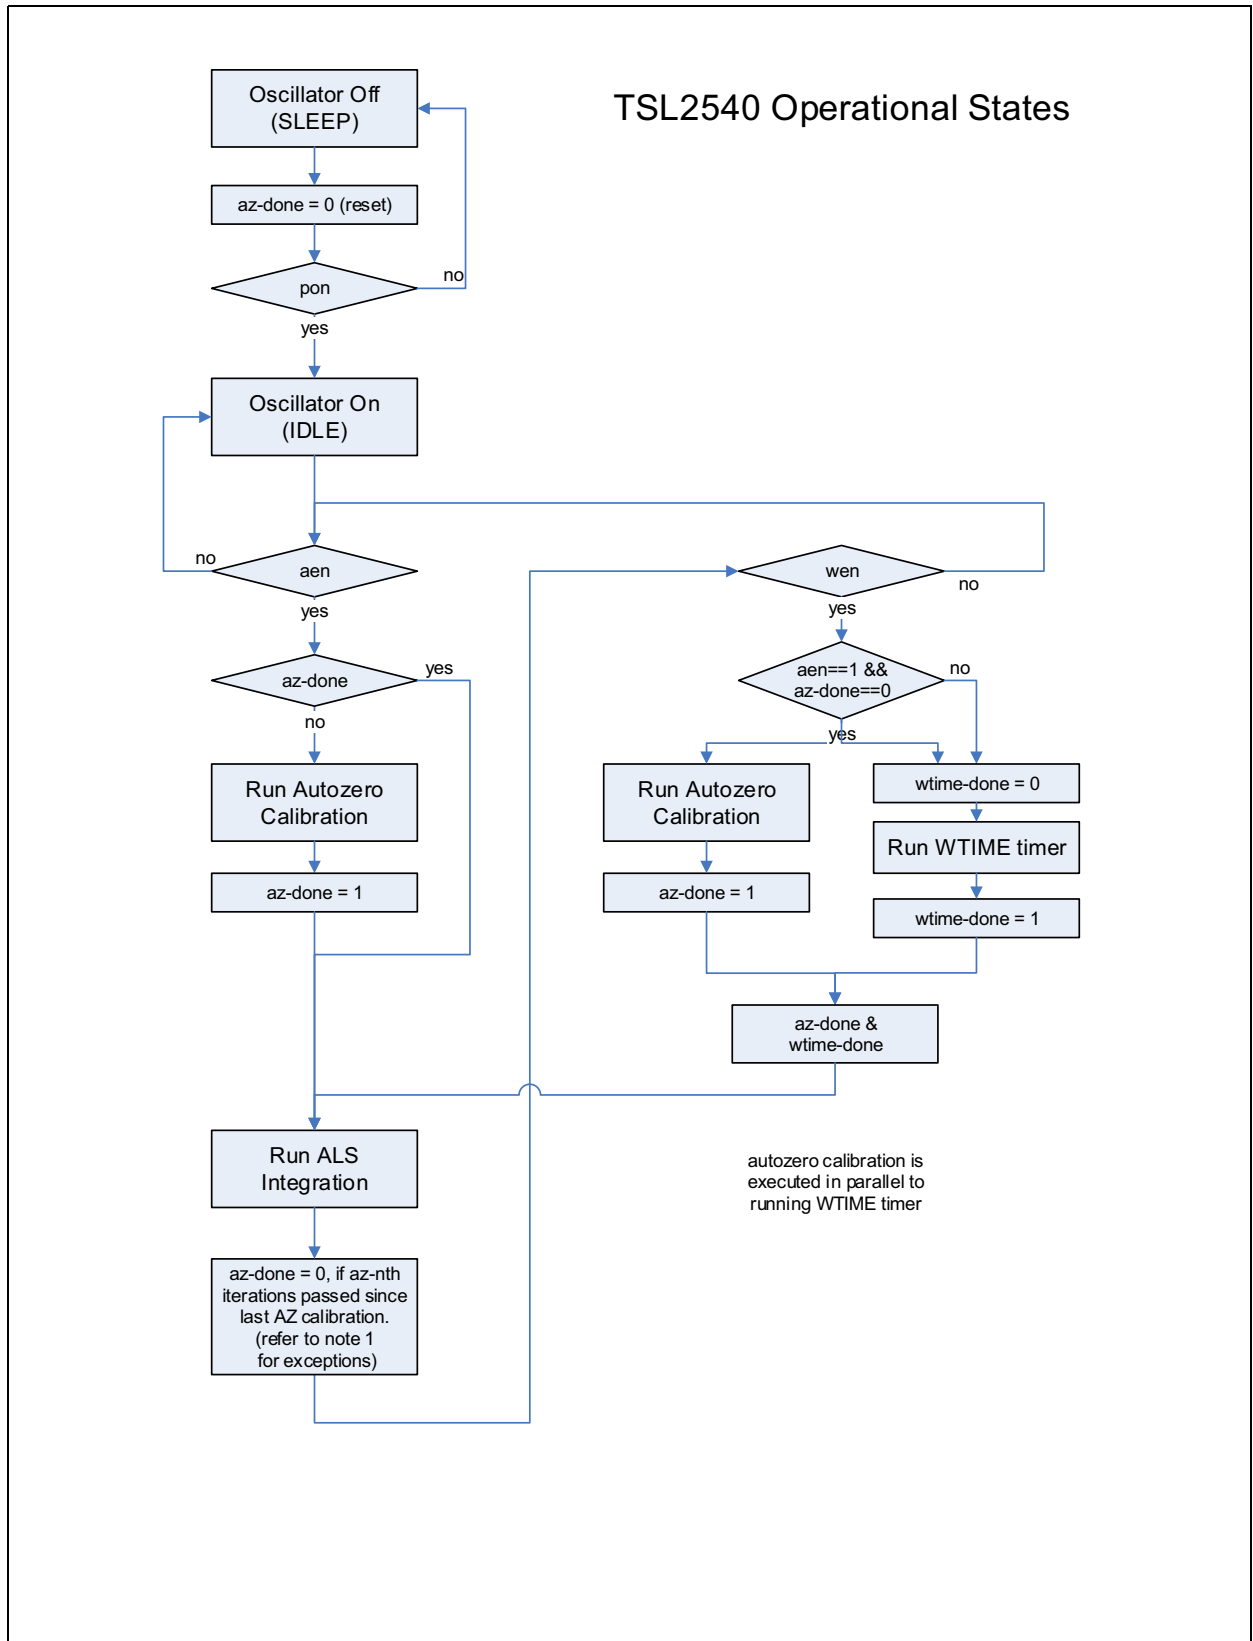 TSL2540 Operational States
Oscillator Off
(SLEEP)
az-done = 0 (reset)
pon
no
yes
Oscillator On
(IDLE)
aen
no
yes
az-done
yes
no
Run Autozero
Calibration
az-done = 1
wen
no
yes
aen==1 &&
az-done==0
no
yes
Run Autozero
Calibration
az-done = 1
wtime-done = 0
Run WTIME timer
wtime-done = 1
az-done &
wtime-done
Run ALS
Integration
az-done = 0, if az-nth
iterations passed since
last AZ calibration.
(refer to note 1
for exceptions)
autozero calibration is
executed in parallel to
running WTIME timer